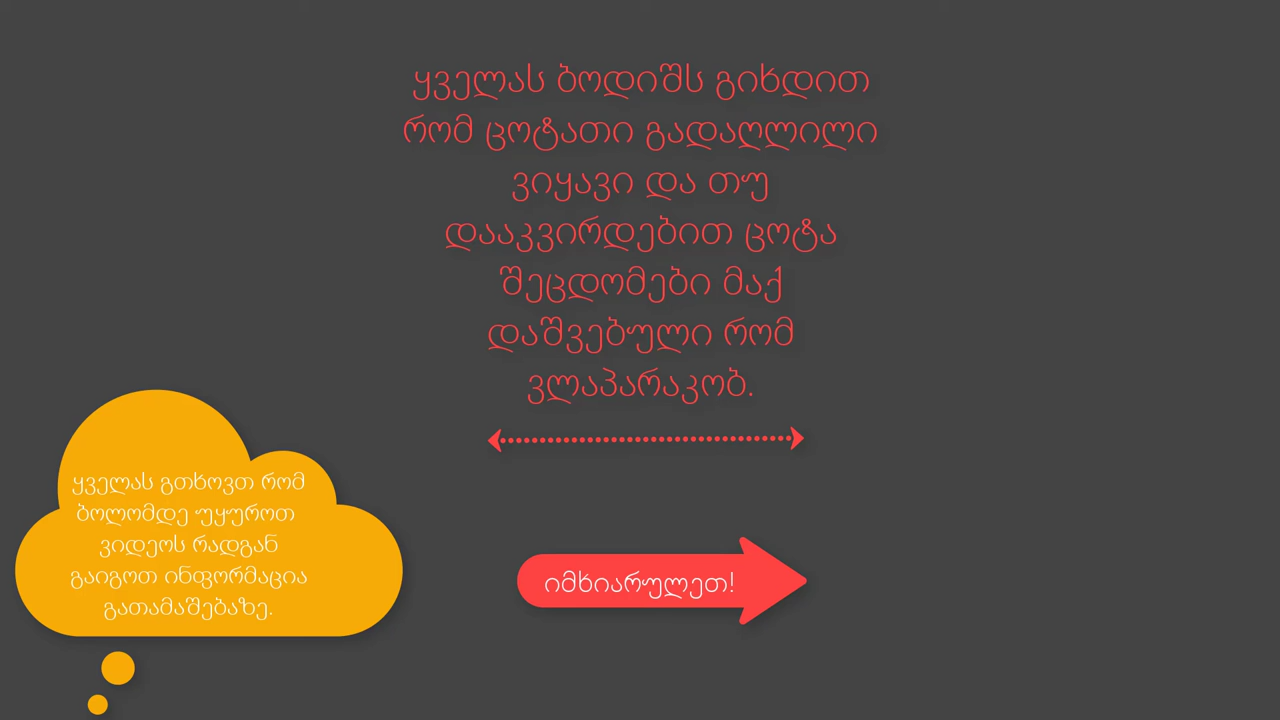 ყველას ბოდიშს გიხდით
რომ ცოტათი გადაღლილი
ვიყავი და თუ
დააკვირდებით ცოტა
შეცდომები მაქ
დაშვებული რომ
ვლაპარაკობ.
ყველას გთხოვთ რომ
ბოლომდე უყუროთ
ვიდეოს რადგან
გაიგოთ ინფორმაცია
გათამაშებაზე.
იმხიარულეთ!